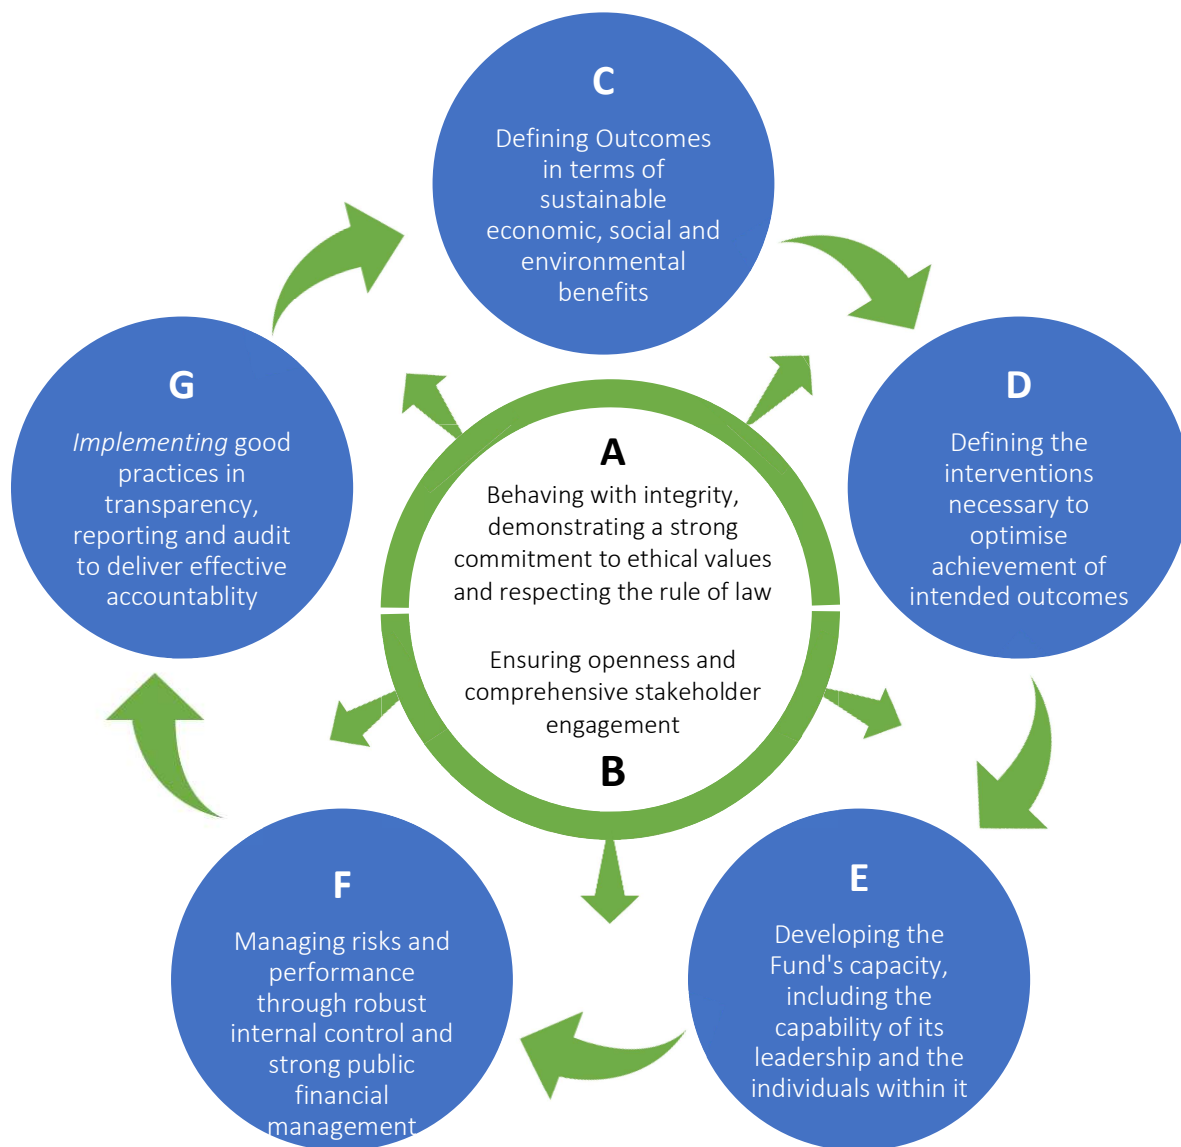 C
Defining Outcomes
in terms of
sustainable
economic, social and
environmental
benefits
G
Implementing good
practices in
transparency,
reporting and audit
to deliver effective
accountablity
A
Behaving with integrity,
demonstrating a strong
commitment to ethical values
and respecting the rule of law
Ensuring openness and
comprehensive stakeholder
engagement
B
D
Defining the
interventions
necessary to
optimise
achievement of
intended outcomes
F
Managing risks and
performance
through robust
internal control and
strong public
financial
management
E
Developing the
Fund's capacity,
including the
capability of its
leadership and the
individuals within it